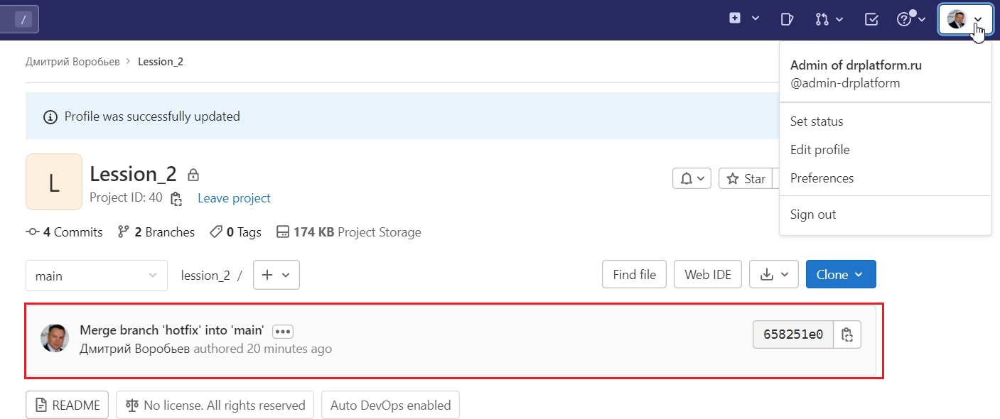 /
Дмитрий Воробьев > Lession_2
Admin of drplatform.ru
@admin-drplatform
Profile was successfully updated
Set status
Edit profile
Preferences
Sign out
L
Lession_2
Project ID: 40 Leave project
Star
4 Commits 2 Branches 0 Tags 174 KB Project Storage
main lession_2 / + Find file Web IDE Clone
Merge branch 'hotfix' into 'main' •••
Дмитрий Воробьев authored 20 minutes ago
658251e0
README No license. All rights reserved Auto DevOps enabled